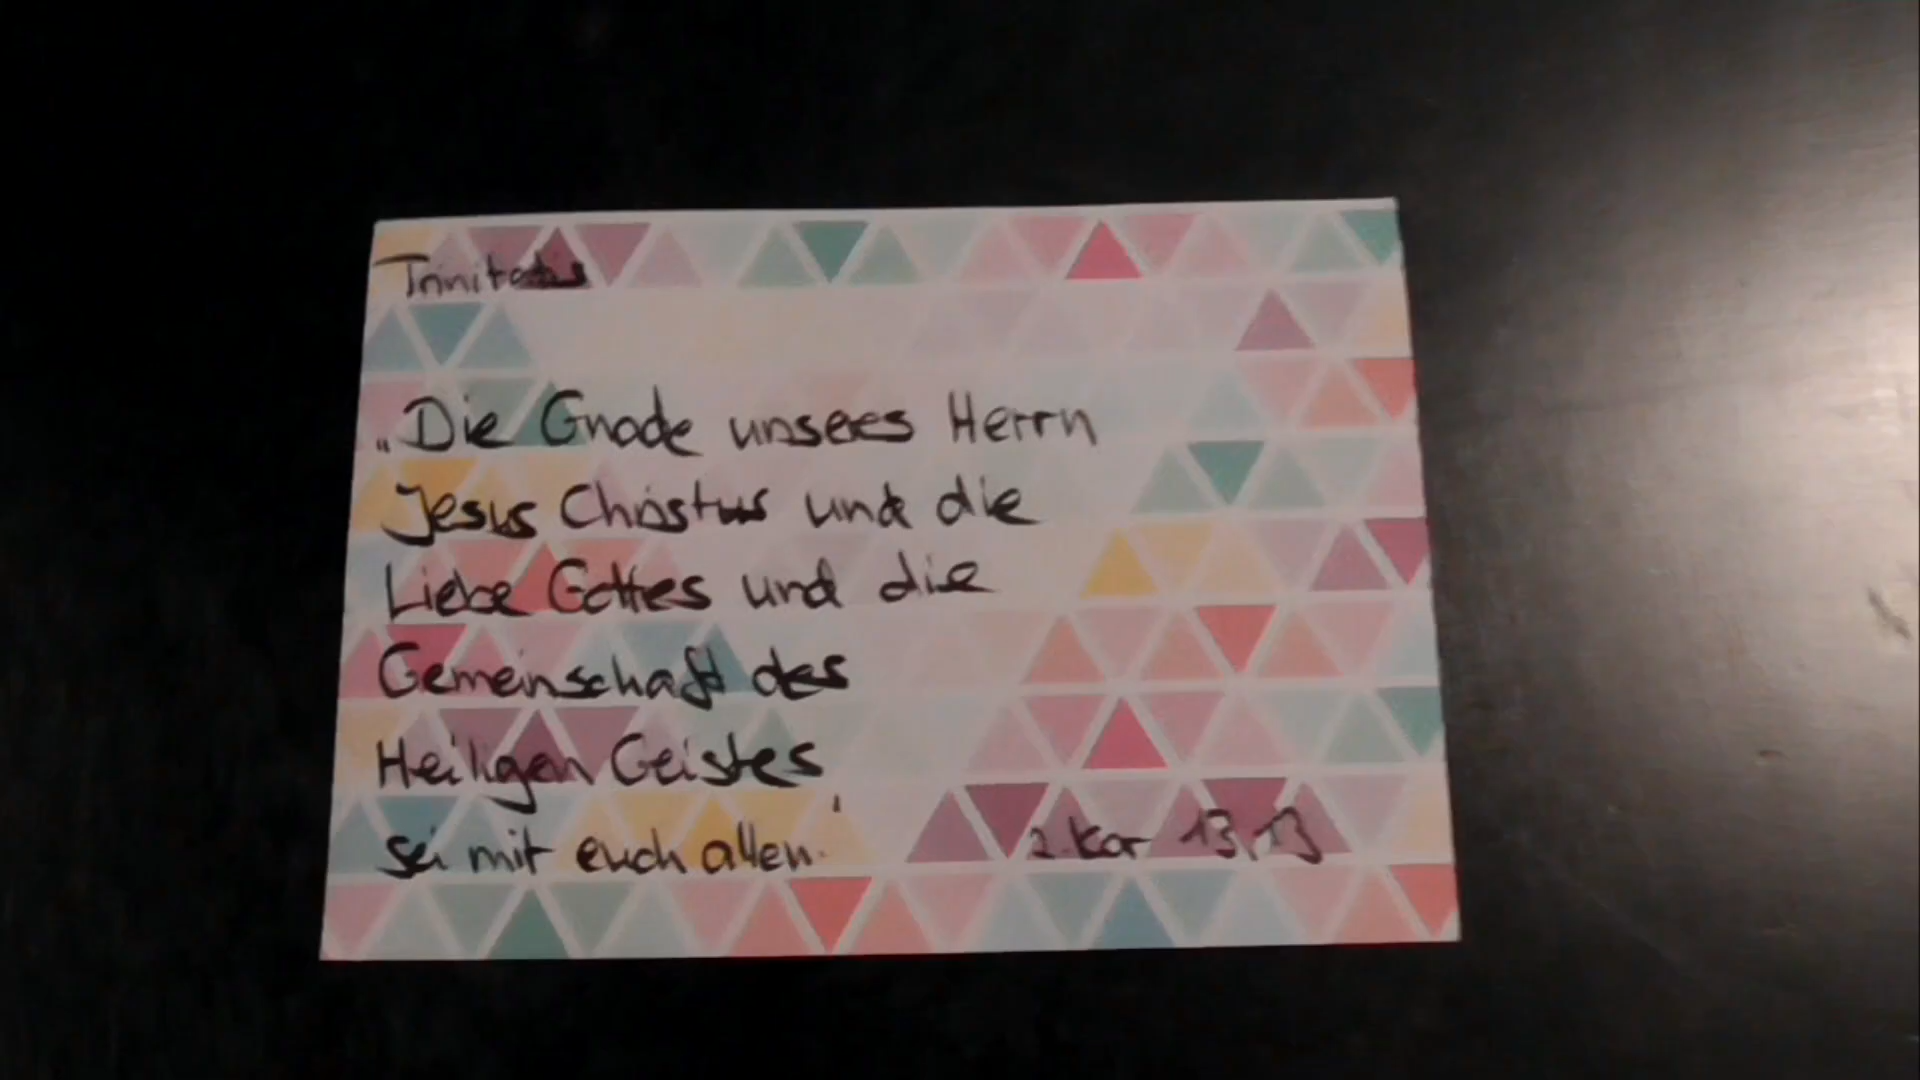 Trinitatis
„Die Gnade unseres Herrn
Jesus Christus und die
Liebe Gottes und die
Gemeinschaft des
Heiligen Geistes
sei mit euch allen.'
2. Kor 13,13